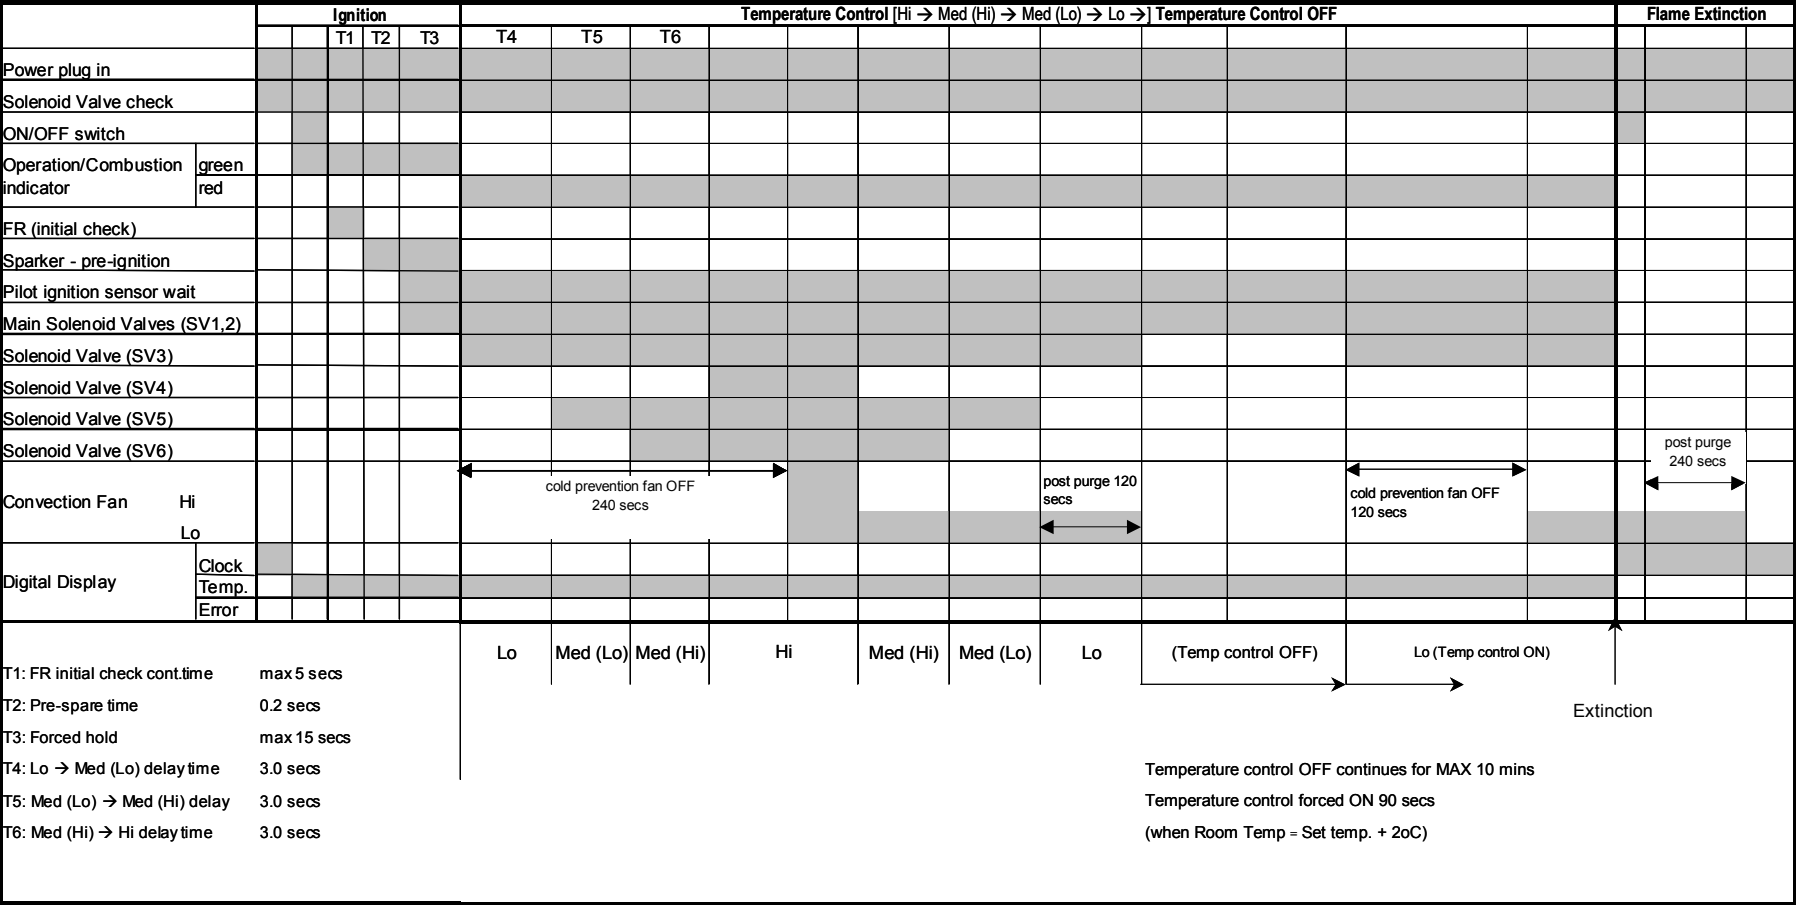 Ignition
Temperature Control [Hi → Med (Hi) → Med (Lo) → Lo →] Temperature Control OFF
Flame Extinction
T1 T2 T3 T4 T5 T6
Power plug in
Solenoid Valve check
ON/OFF switch
Operation/Combustion indicator
green
red
FR (initial check)
Sparker - pre-ignition
Pilot ignition sensor wait
Main Solenoid Valves (SV1,2)
Solenoid Valve (SV3)
Solenoid Valve (SV4)
Solenoid Valve (SV5)
Solenoid Valve (SV6)
post purge
240 secs
cold prevention fan OFF
240 secs
post purge 120
secs
cold prevention fan OFF
120 secs
Convection Fan Hi
Lo
Digital Display
Clock
Temp.
Error
Lo Med (Lo) Med (Hi) Hi Med (Hi) Med (Lo) Lo (Temp control OFF) Lo (Temp control ON)
Extinction
T1: FR initial check cont.time max 5 secs
T2: Pre-spare time 0.2 secs
T3: Forced hold max 15 secs
T4: Lo → Med (Lo) delay time 3.0 secs
T5: Med (Lo) → Med (Hi) delay 3.0 secs
T6: Med (Hi) → Hi delay time 3.0 secs
Temperature control OFF continues for MAX 10 mins
Temperature control forced ON 90 secs
(when Room Temp = Set temp. + 2oC)